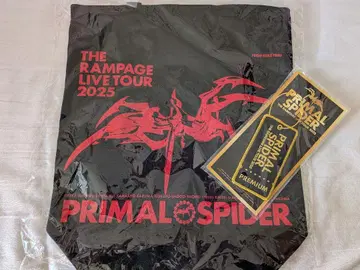 THE
RAMPAGE
LIVE TOUR
2025
PRIMAL SPIDER
PRIMAL
SPIDER
PRIMAL
SPIDER
PREMIUM